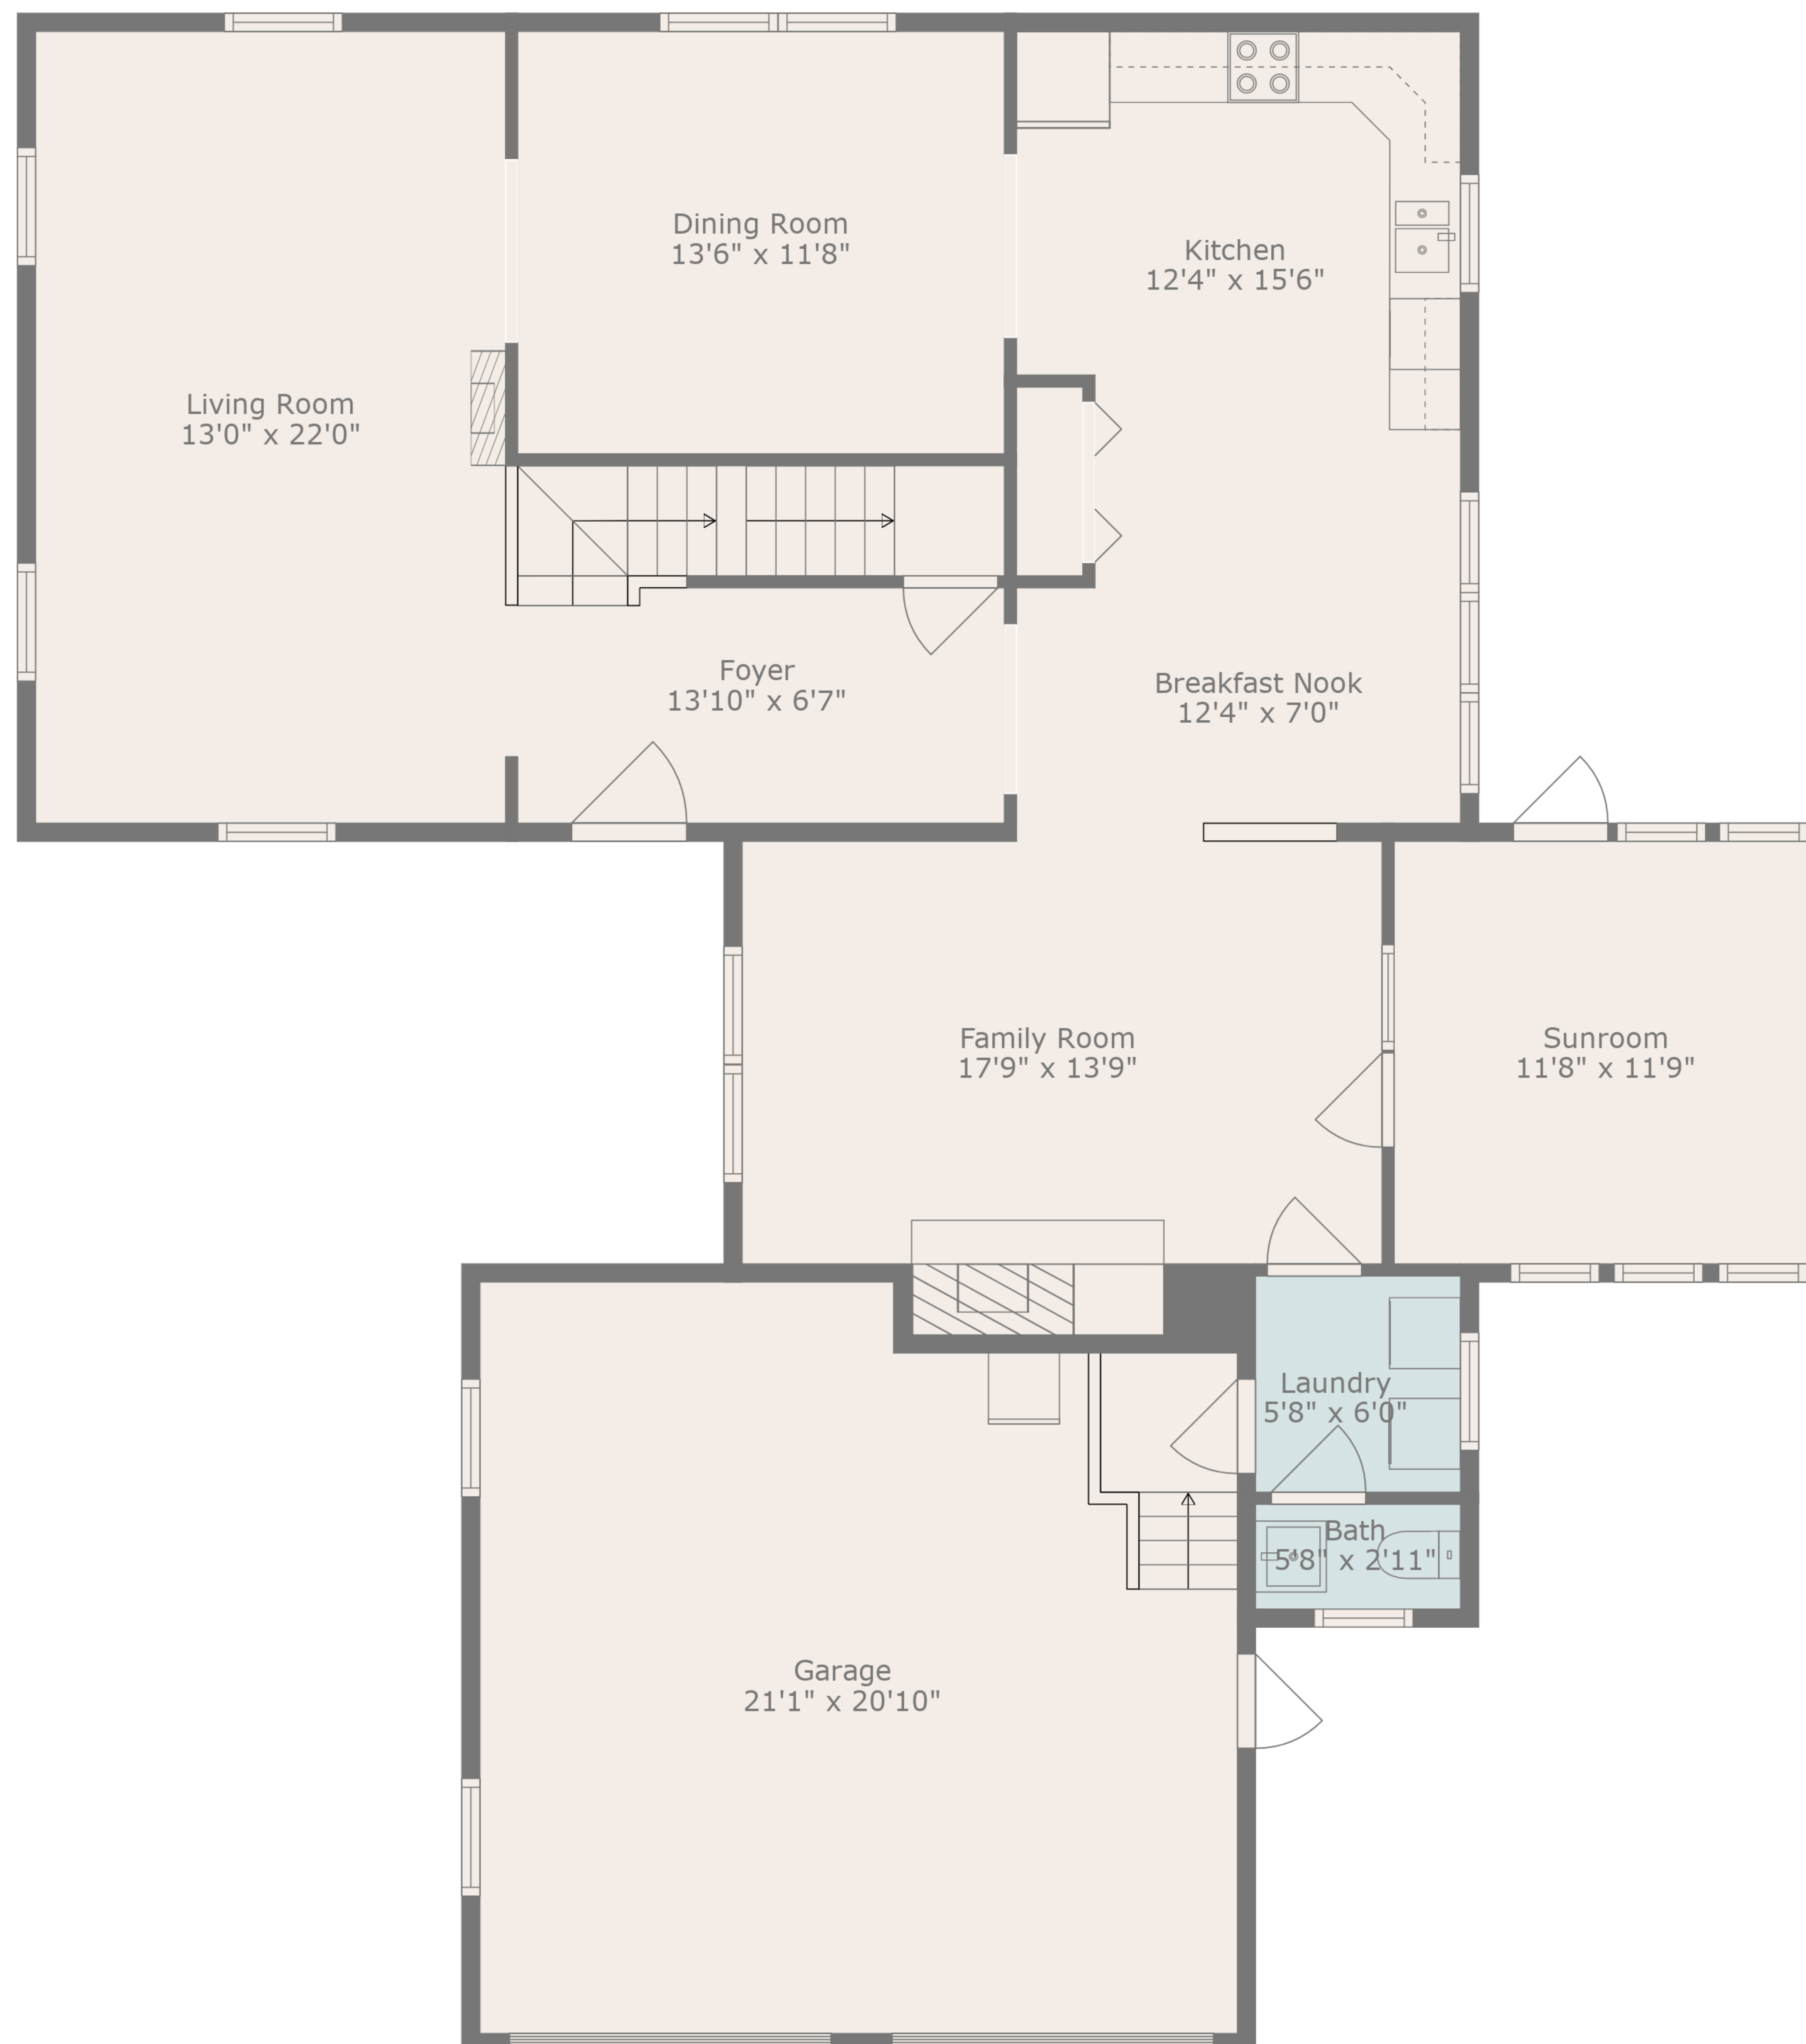 Dining Room
13'6" x 11'8"
Kitchen
12'4" x 15'6"
Living Room
13'0" x 22'0"
Foyer
13'10" x 6'7"
Breakfast Nook
12'4" x 7'0"
Family Room
17'9" x 13'9"
Sunroom
11'8" x 11'9"
Laundry
5'8" x 6'0"
Bath
5'8" x 2'11"
Garage
21'1" x 20'10"